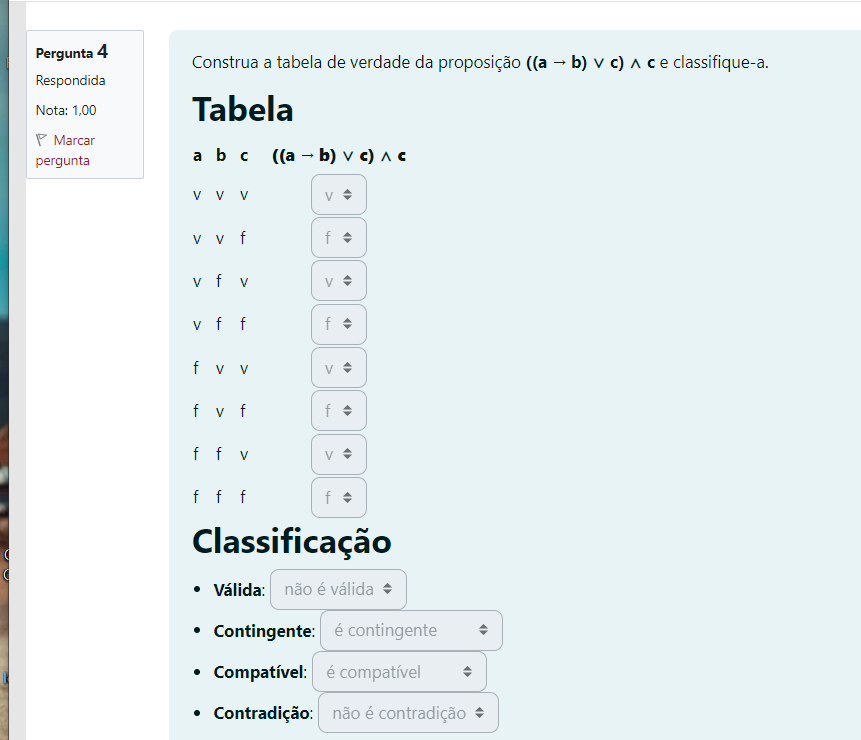 Pergunta 4
Respondida
Nota: 1,00
Marcar
pergunta
Construa a tabela de verdade da proposição ((a → b) ∨ c) ∧ c e classifique-a.
Tabela
a b c ((a → b) ∨ c) ∧ c
v v v v
v v f f
v f v v
v f f f
f v v v
f v f f
f f v v
f f f f
Classificação
• Válida: não é válida
• Contingente: é contingente
• Compatível: é compatível
• Contradição: não é contradição